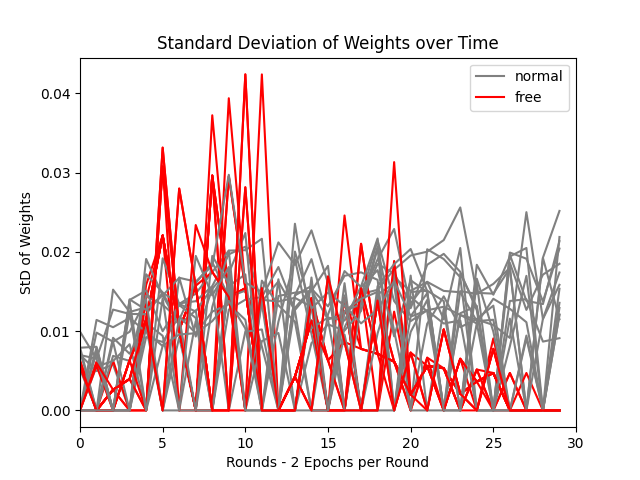 Standard Deviation of Weights over Time
normal
free
StD of Weights
0.04
0.03
0.02
0.01
0.00
0 5 10 15 20 25 30
Rounds - 2 Epochs per Round